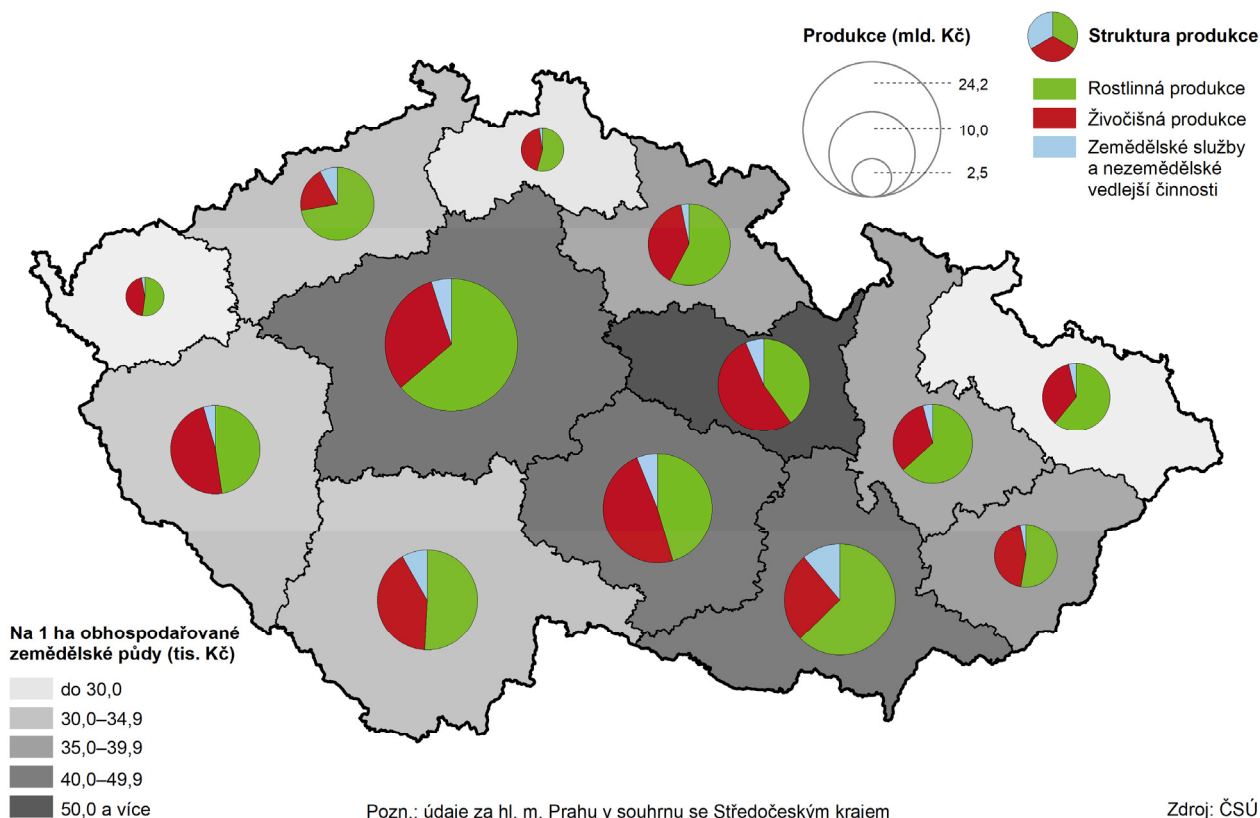 Produkce (mld. Kč)
24,2
10,0
2,5
Struktura produkce
Rostlinná produkce
Živočišná produkce
Zemědělské služby
a nezemědělské
vedlejší činnosti
Na 1 ha obhospodařované
zemědělské půdy (tis. Kč)
do 30,0
30,0–34,9
35,0–39,9
40,0–49,9
50,0 a více
Pozn.: údaje za hl. m. Prahu v souhrnu se Středočeským krajem
Zdroj: ČSÚ